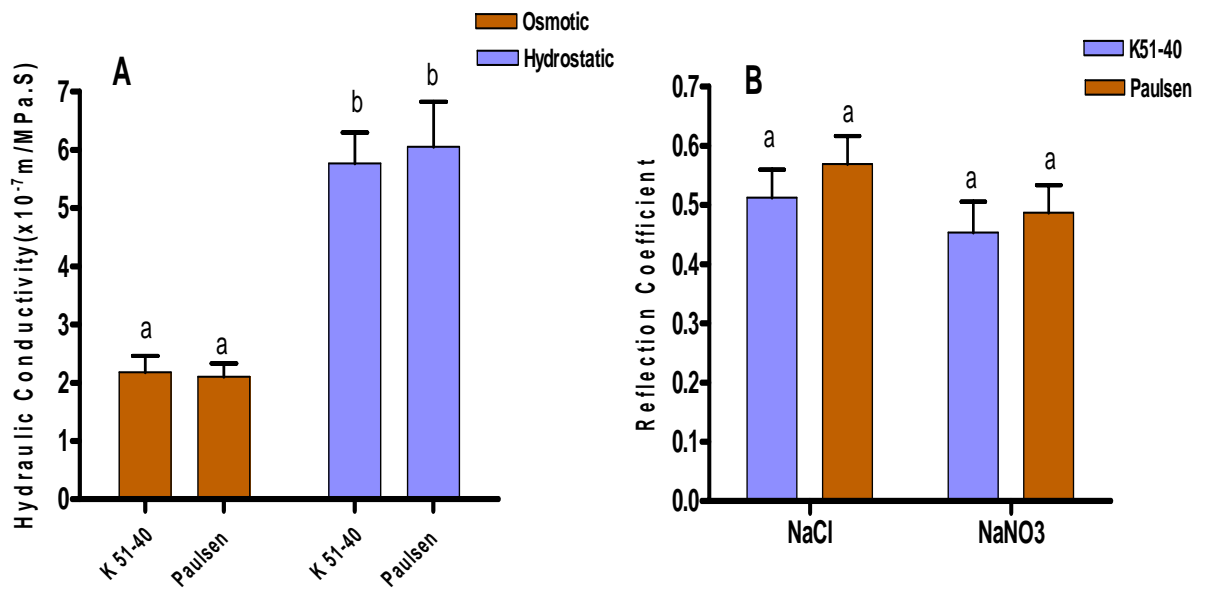 Osmotic
Hydrostatic
A
Hydraulic Conductivity(x10⁻⁷m/MPa.S)
7
6
5
4
3
2
1
0
a
a
b
b
K 51-40
Paulsen
K 51-40
Paulsen
K51-40
Paulsen
B
Reflection Coefficient
0.7
0.6
0.5
0.4
0.3
0.2
0.1
0.0
a
a
a
a
NaCl
NaNO3